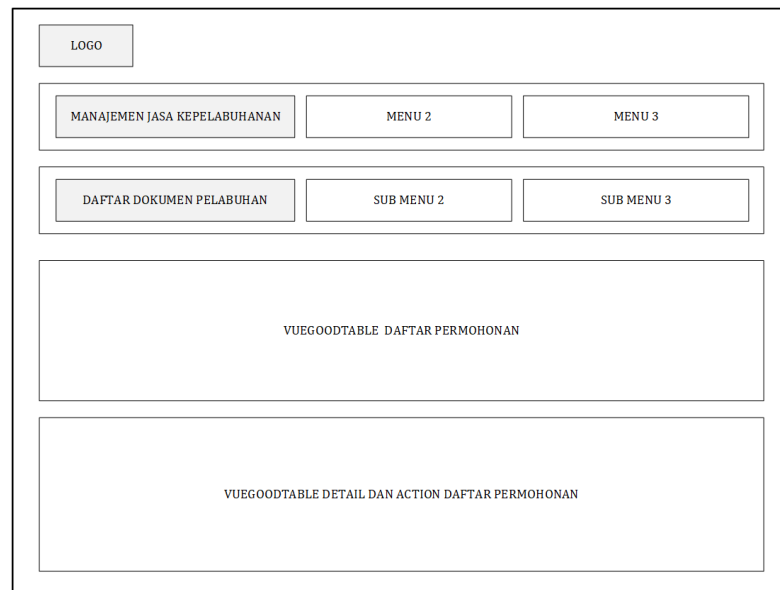 LOGO
MANAJEMEN JASA KEPELABUHANAN
MENU 2
MENU 3
DAFTAR DOKUMEN PELABUHAN
SUB MENU 2
SUB MENU 3
VUEGOODTABLE DAFTAR PERMOHONAN
VUEGOODTABLE DETAIL DAN ACTION DAFTAR PERMOHONAN